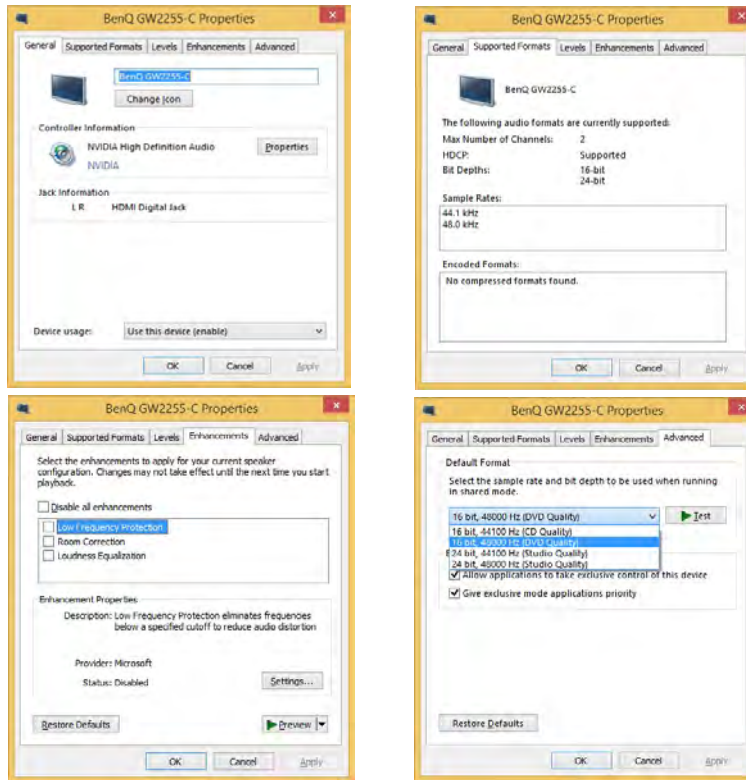 BenQ GW2255-C Properties
General Supported Formats Levels Enhancements Advanced
BenQ GW2255-C
Change Icon
Controller Information
NVIDIA High Definition Audio Properties
NVIDIA
Jack Information
L R HDMI Digital Jack
Device usage: Use this device (enable)
OK Cancel Apply
BenQ GW2255-C Properties
General Supported Formats Levels Enhancements Advanced
BenQ GW2255-C
The following audio formats are currently supported:
Max Number of Channels: 2
HDCP: Supported
Bit Depths: 16-bit
24-bit
Sample Rates:
44.1 kHz
48.0 kHz
Encoded Formats:
No compressed formats found.
OK Cancel Apply
BenQ GW2255-C Properties
General Supported Formats Levels Enhancements Advanced
Select the enhancements to apply for your current speaker
configuration. Changes may not take effect until the next time you start
playback.
Disable all enhancements
Low Frequency Protection
Room Correction
Loudness Equalization
Enhancement Properties
Description: Low Frequency Protection eliminates frequences
below a specified cutoff to reduce audio distortion
Provider: Microsoft
Status: Disabled Settings...
Restore Defaults Preview
OK Cancel Apply
BenQ GW2255-C Properties
General Supported Formats Levels Enhancements Advanced
Default Format
Select the sample rate and bit depth to be used when running
in shared mode.
16 bit, 48000 Hz (DVD Quality) Test
16 bit, 44100 Hz (CD Quality)
16 bit, 48000 Hz (DVD Quality)
24 bit, 44100 Hz (Studio Quality)
24 bit, 48000 Hz (Studio Quality)
Allow applications to take exclusive control of this device
Give exclusive mode applications priority
Restore Defaults
OK Cancel Apply